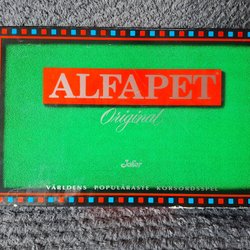 ALFAPET
Original
Joker
VÄRLDENS POPULÄRASTE KORSORDSSPEL